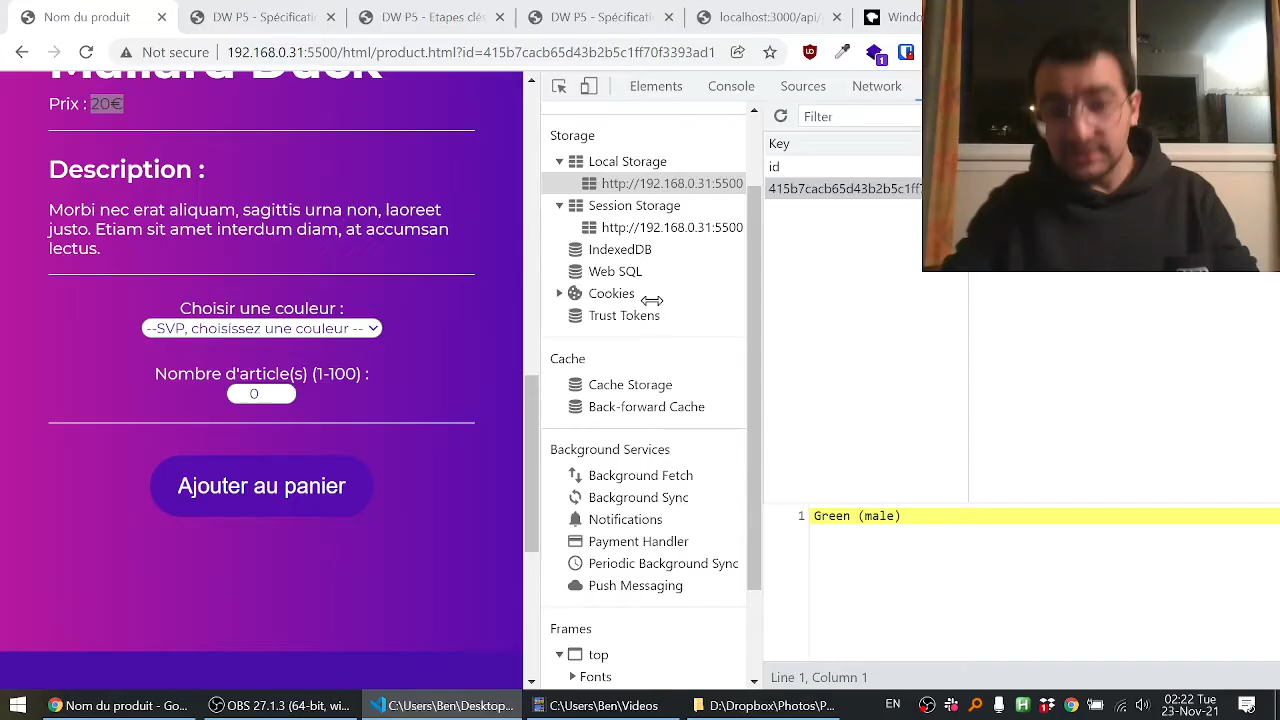 Nom du produit
DW P5 - Spécificati
DW P5 - Etapes clé
DW P5 - Spécificati
localhost:3000/api/
Windo
Not secure
192.168.0.31:5500/html/product.html?id=415b7cacb65d43b2b5c1ff70f3393ad1
1
Mallard Duck
Prix : 20€
Description :
Morbi nec erat aliquam, sagittis urna non, laoreet
justo. Etiam sit amet interdum diam, at accumsan
lectus.
Choisir une couleur :
--SVP, choisissez une couleur --
Nombre d'article(s) (1-100) :
0
Ajouter au panier
Elements
Console
Sources
Network
Storage
Local Storage
http://192.168.0.31:5500
Session Storage
http://192.168.0.31:5500
IndexedDB
Web SQL
Cookies
Trust Tokens
Cache
Cache Storage
Back-forward Cache
Background Services
Background Fetch
Background Sync
Notifications
Payment Handler
Periodic Background Sync
Push Messaging
Frames
top
Fonts
Filter
Key
id
415b7cacb65d43b2b5c1ff7
1 Green (male)
Line 1, Column 1
Nom du produit - Go...
OBS 27.1.3 (64-bit, wi...
C:\Users\Ben\Desktop...
C:\Users\Ben\Videos
D:\Dropbox\Photos\P...
EN
02:22 Tue
23-Nov-21